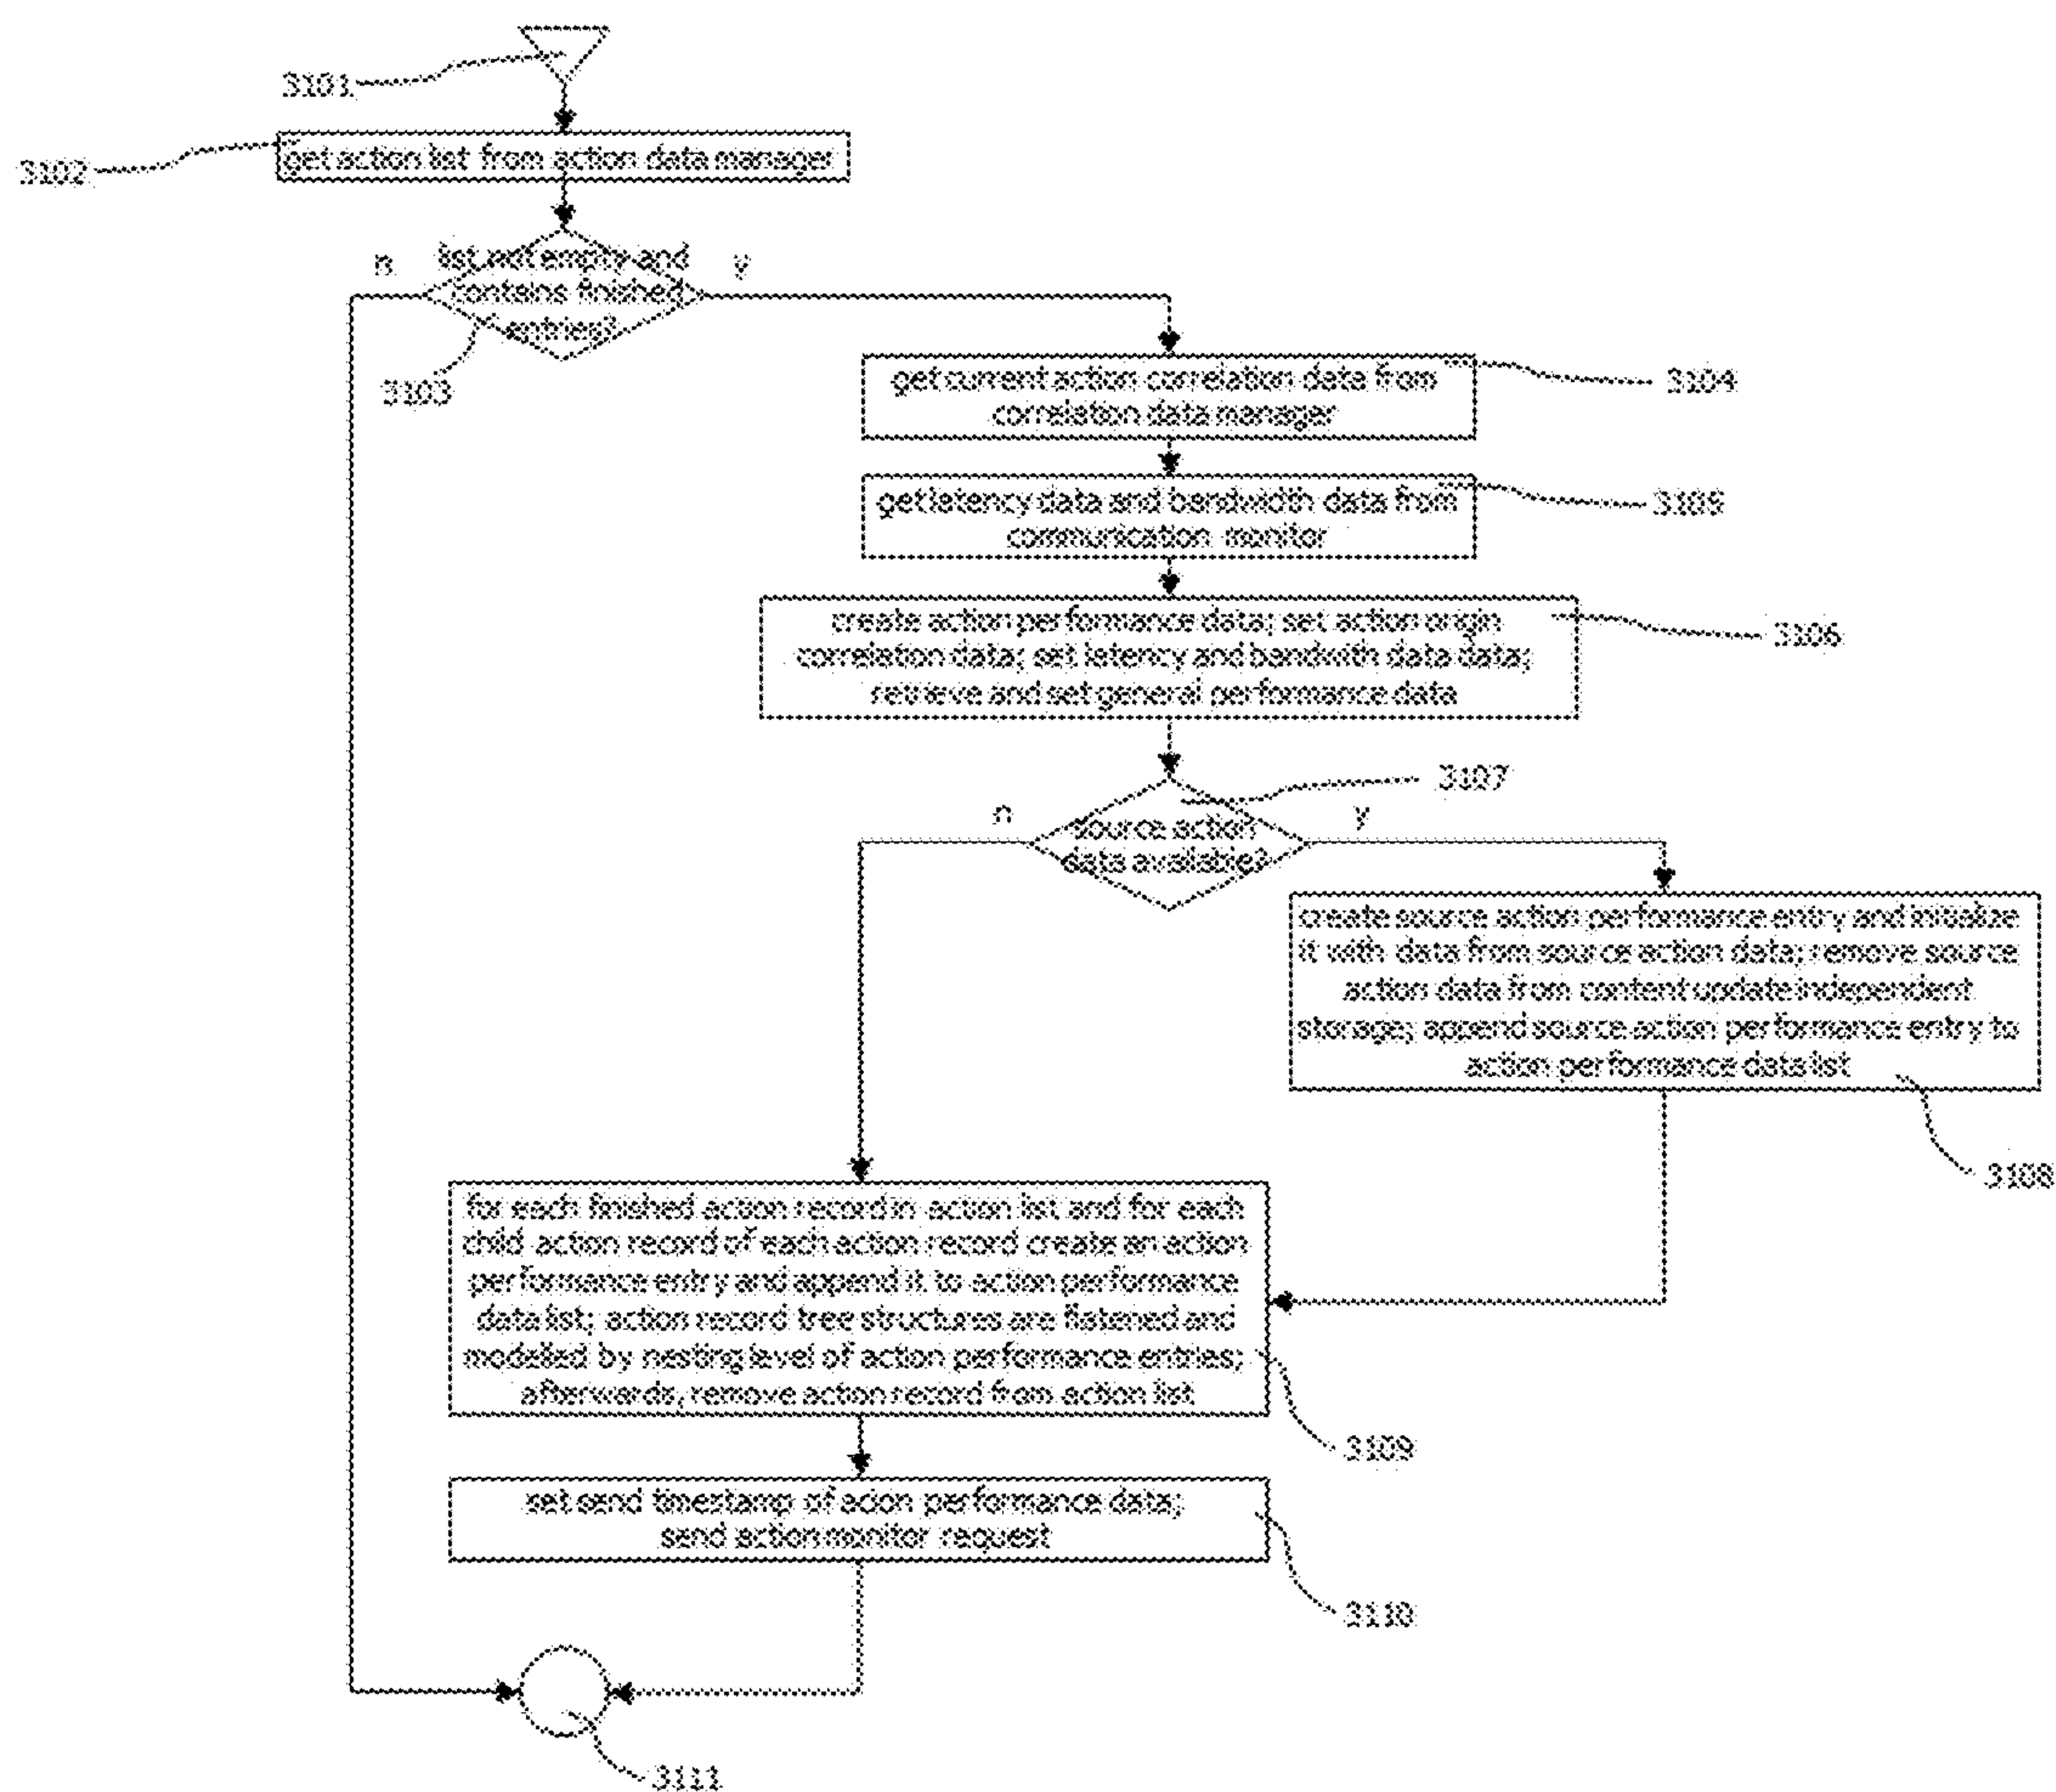 3101
3102
get action list from action data manager
n
list not empty and
contains finished
entries?
y
3103
get current action correlation data from
correlation data manager
3104
get latency data and bandwidth data from
communication monitor
3105
create action performance data; set action origin
correlation data; set latency and bandwith data data;
retrieve and set general performance data
3106
3107
n
source action
data available?
y
create source action performance entry and initialize
it with data from source action data; remove source
action data from content update independent
storage; append source action performance entry to
action performance data list
3108
for each finished action record in action list and for each
child action record of each action record create an action
performance entry and append it to action performance
data list; action record tree structures are flatened and
modelled by nesting level of action performance entries;
afterwards, remove action record from action list
3109
set send timestamp of acion performance data;
send action monitor request
3110
3111